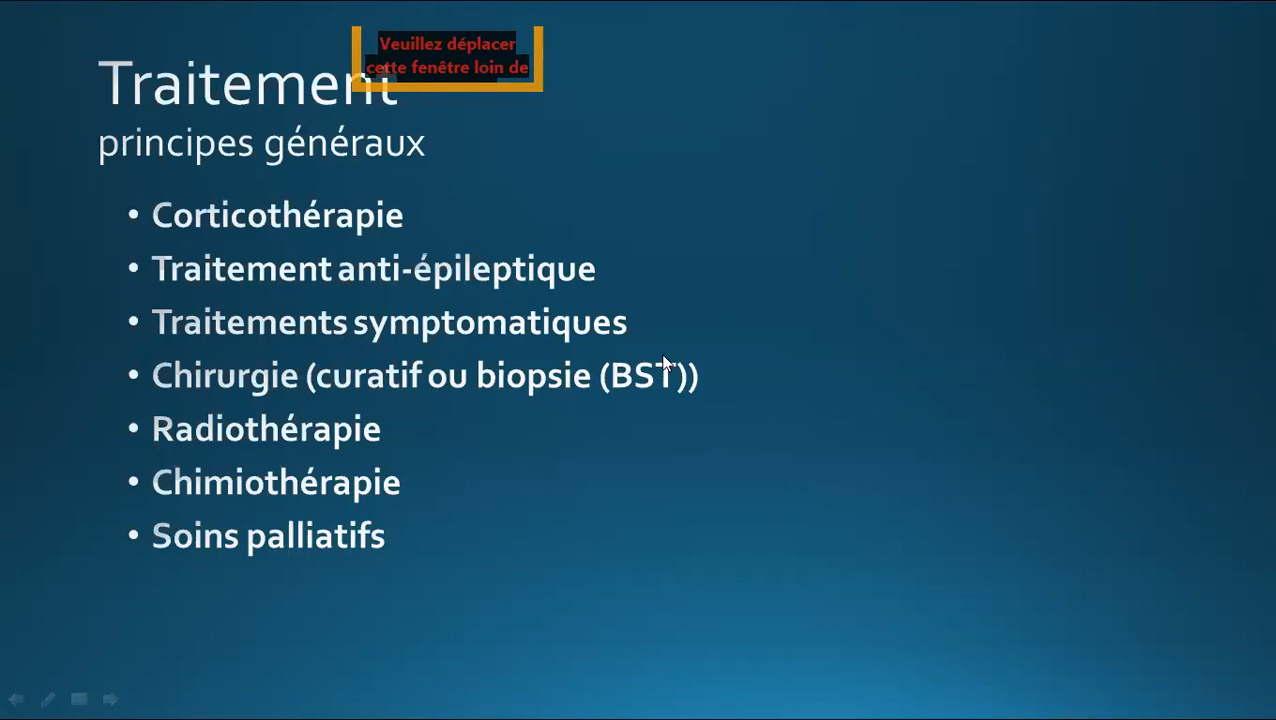 Veuillez déplacer
cette fenêtre loin de
Traitement
principes généraux
• Corticothérapie
• Traitement anti-épileptique
• Traitements symptomatiques
• Chirurgie (curatif ou biopsie (BST))
• Radiothérapie
• Chimiothérapie
• Soins palliatifs